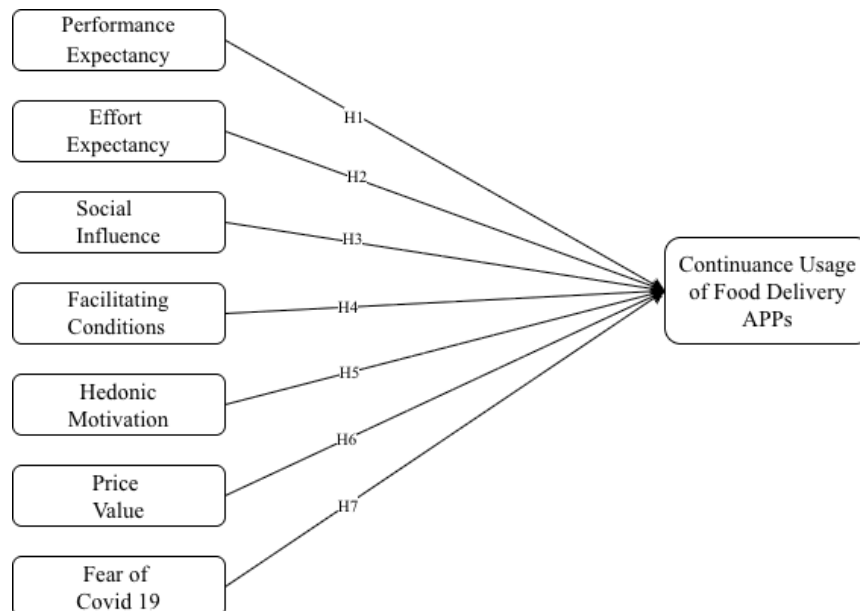 Performance
Expectancy
Effort
Expectancy
Social
Influence
Facilitating
Conditions
Hedonic
Motivation
Price
Value
Fear of
Covid 19
H1
H2
H3
H4
H5
H6
H7
Continuance Usage
of Food Delivery
APPs